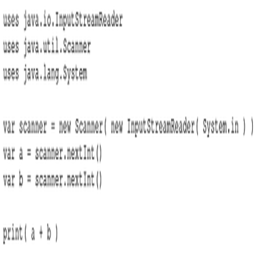 uses java.io.InputStreamReader
uses java.util.Scanner
uses java.lang.System
var scanner = new Scanner( new InputStreamReader( System.in ) )
var a = scanner.nextInt()
var b = scanner.nextInt()
print( a + b )